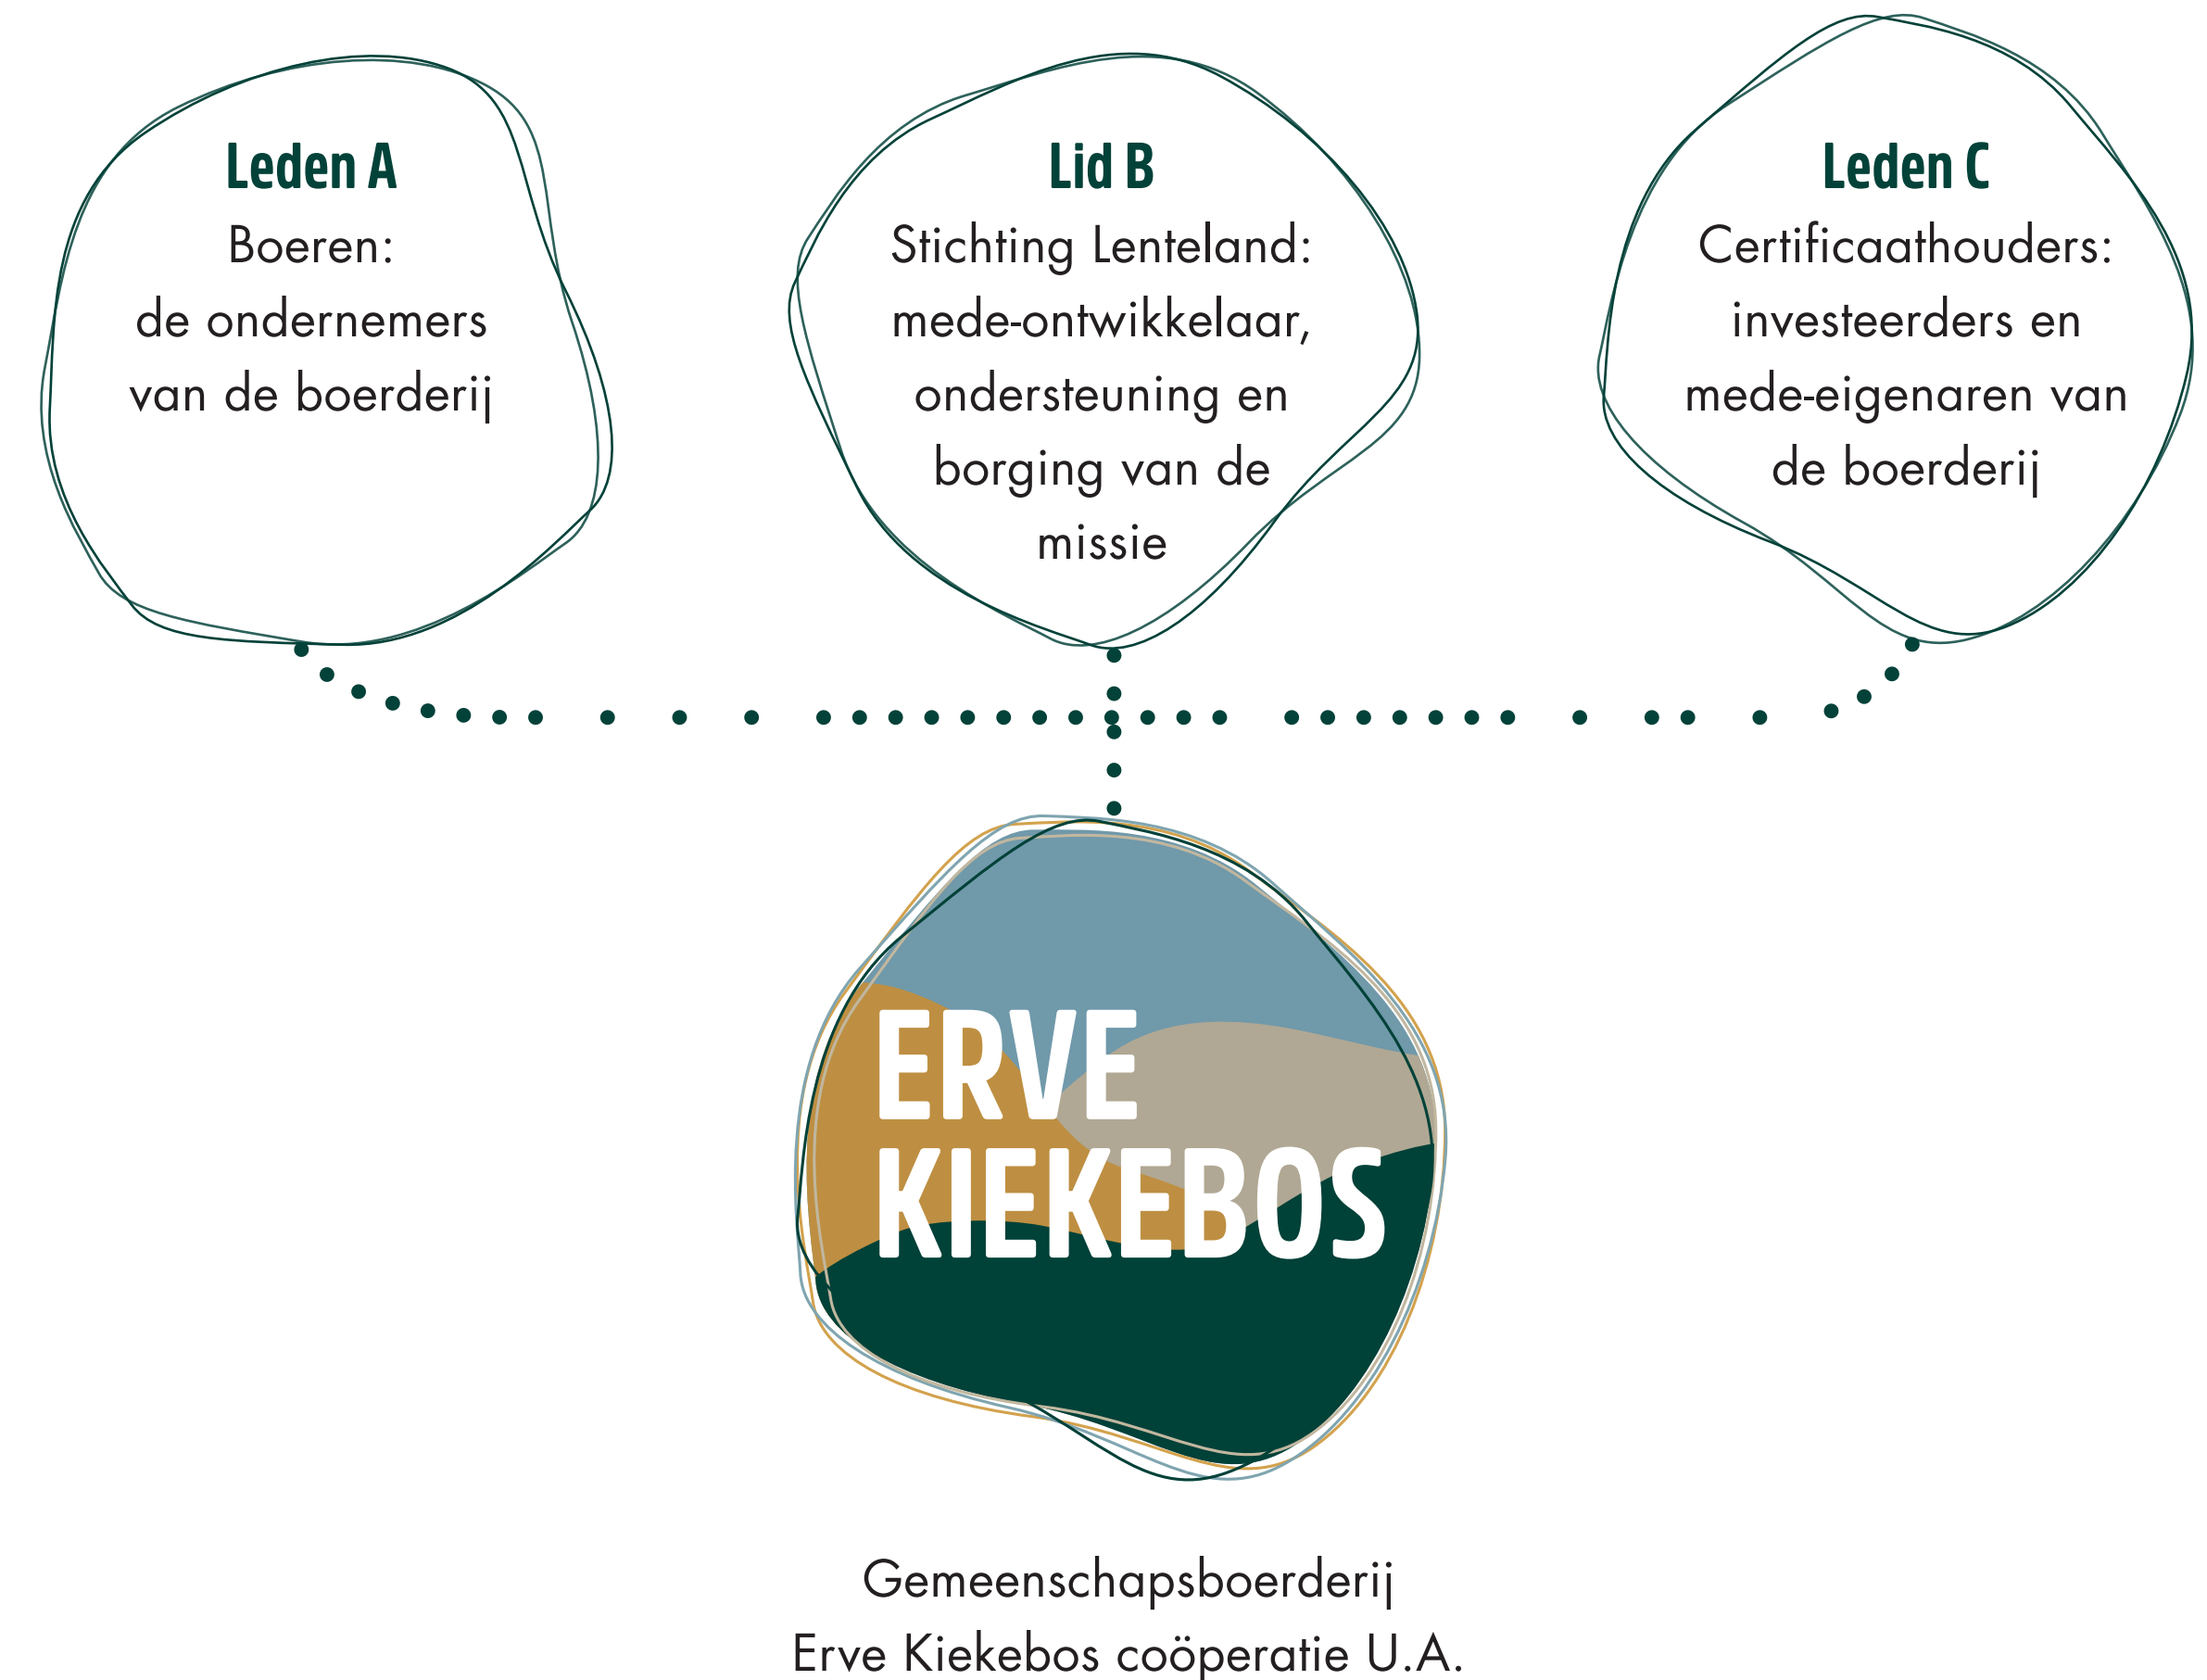 Leden A
Boeren:
de ondernemers
van de boerderij
Lid B
Stichting Lenteland:
mede-ontwikkelaar,
ondersteuning en
borging van de
missie
Leden C
Certificaathouders:
investeerders en
mede-eigenaren van
de boerderij
ERVE
KIEKEBOS
Gemeenschapsboerderij
Erve Kiekebos coöperatie U.A.